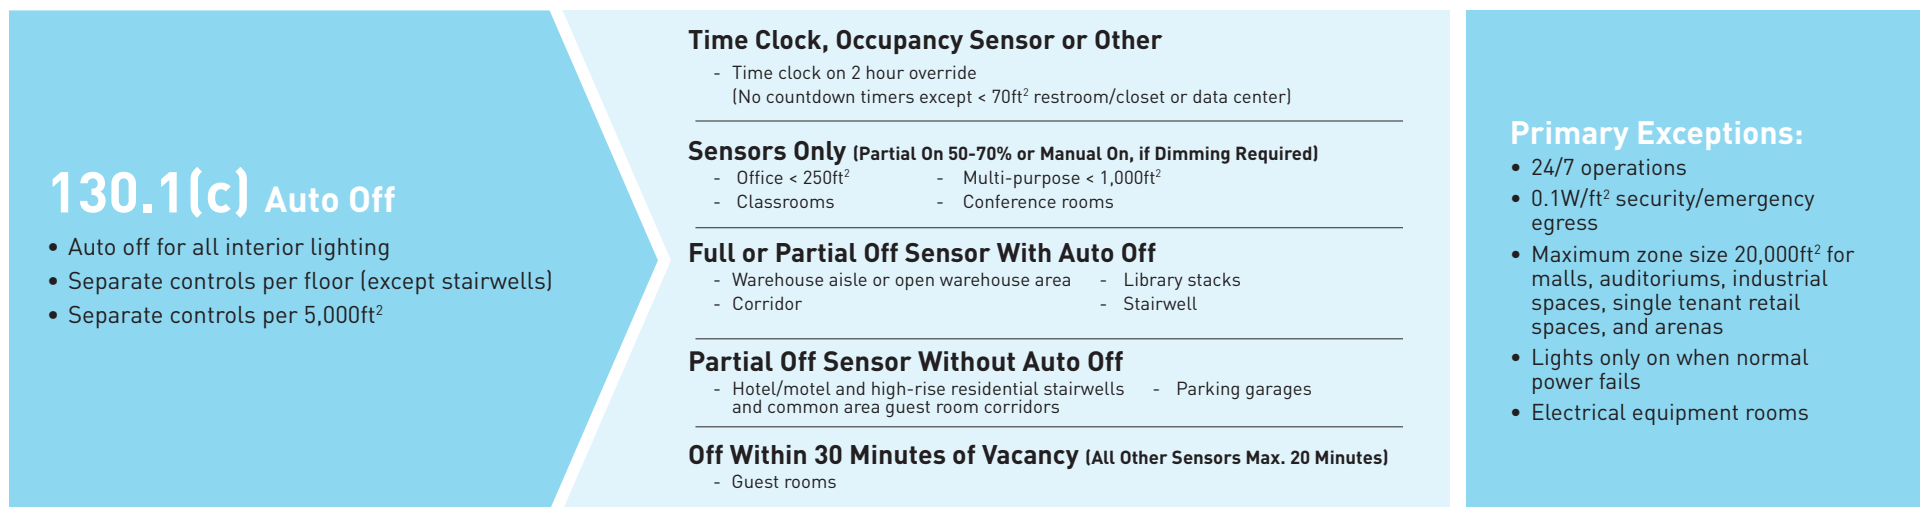 130.1(c) Auto Off
• Auto off for all interior lighting
• Separate controls per floor (except stairwells)
• Separate controls per 5,000ft²
Time Clock, Occupancy Sensor or Other
- Time clock on 2 hour override
(No countdown timers except < 70ft² restroom/closet or data center)
Sensors Only (Partial On 50-70% or Manual On, if Dimming Required)
- Office < 250ft² - Multi-purpose < 1,000ft²
- Classrooms - Conference rooms
Full or Partial Off Sensor With Auto Off
- Warehouse aisle or open warehouse area - Library stacks
- Corridor - Stairwell
Partial Off Sensor Without Auto Off
- Hotel/motel and high-rise residential stairwells - Parking garages
and common area guest room corridors
Off Within 30 Minutes of Vacancy (All Other Sensors Max. 20 Minutes)
- Guest rooms
Primary Exceptions:
• 24/7 operations
• 0.1W/ft² security/emergency
egress
• Maximum zone size 20,000ft² for
malls, auditoriums, industrial
spaces, single tenant retail
spaces, and arenas
• Lights only on when normal
power fails
• Electrical equipment rooms